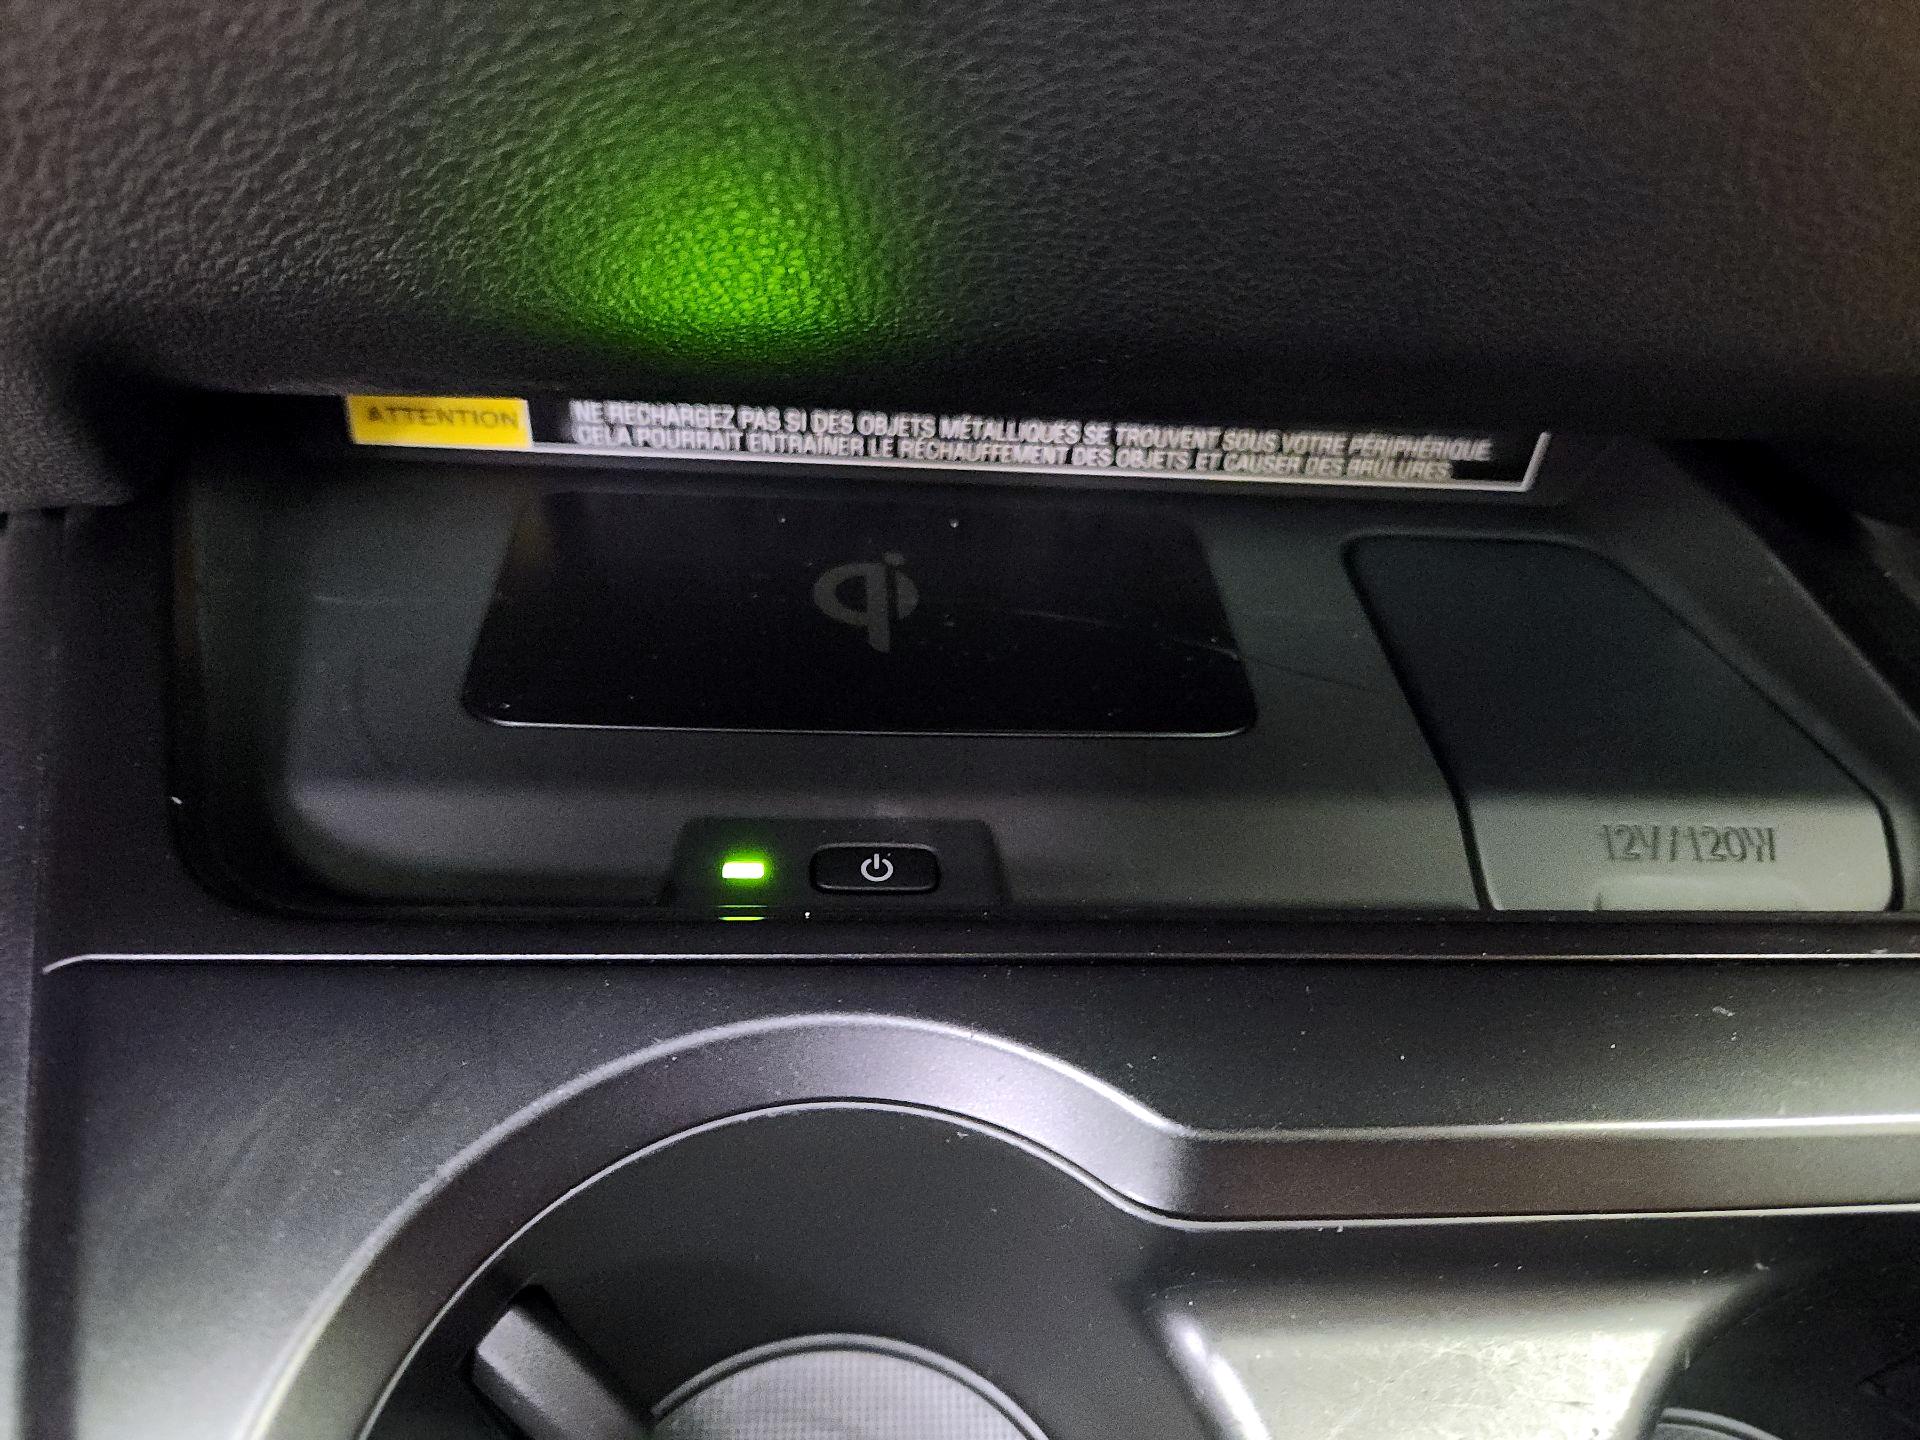 ATTENTION
NE RECHARGEZ PAS SI DES OBJETS MÉTALLIQUES SE TROUVENT SOUS VOTRE PÉRIPHÉRIQUE
CELA POURRAIT ENTRAÎNER LE RÉCHAUFFEMENT DES OBJETS ET CAUSER DES BRÛLURES
qi
12V/120W